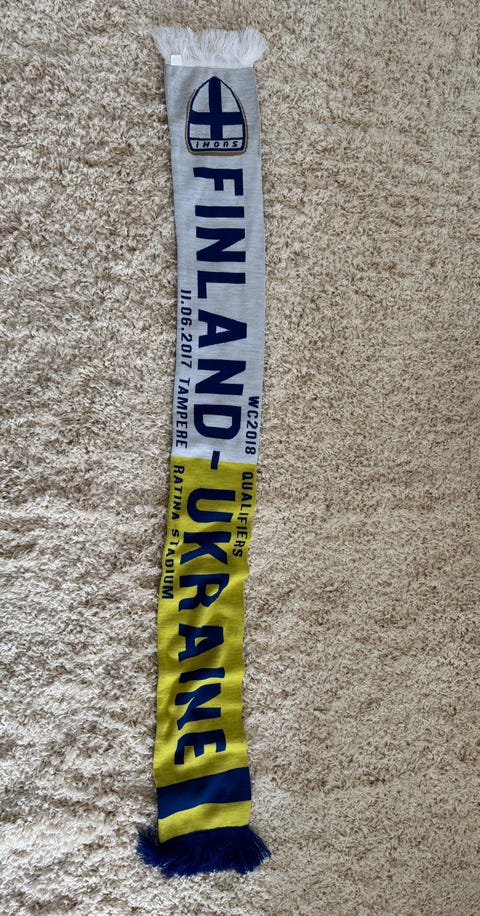 SUOMI
WC2018 QUALIFIERS
FINLAND-UKRAINE
11.06.2017 TAMPERE RATINA STADIUM